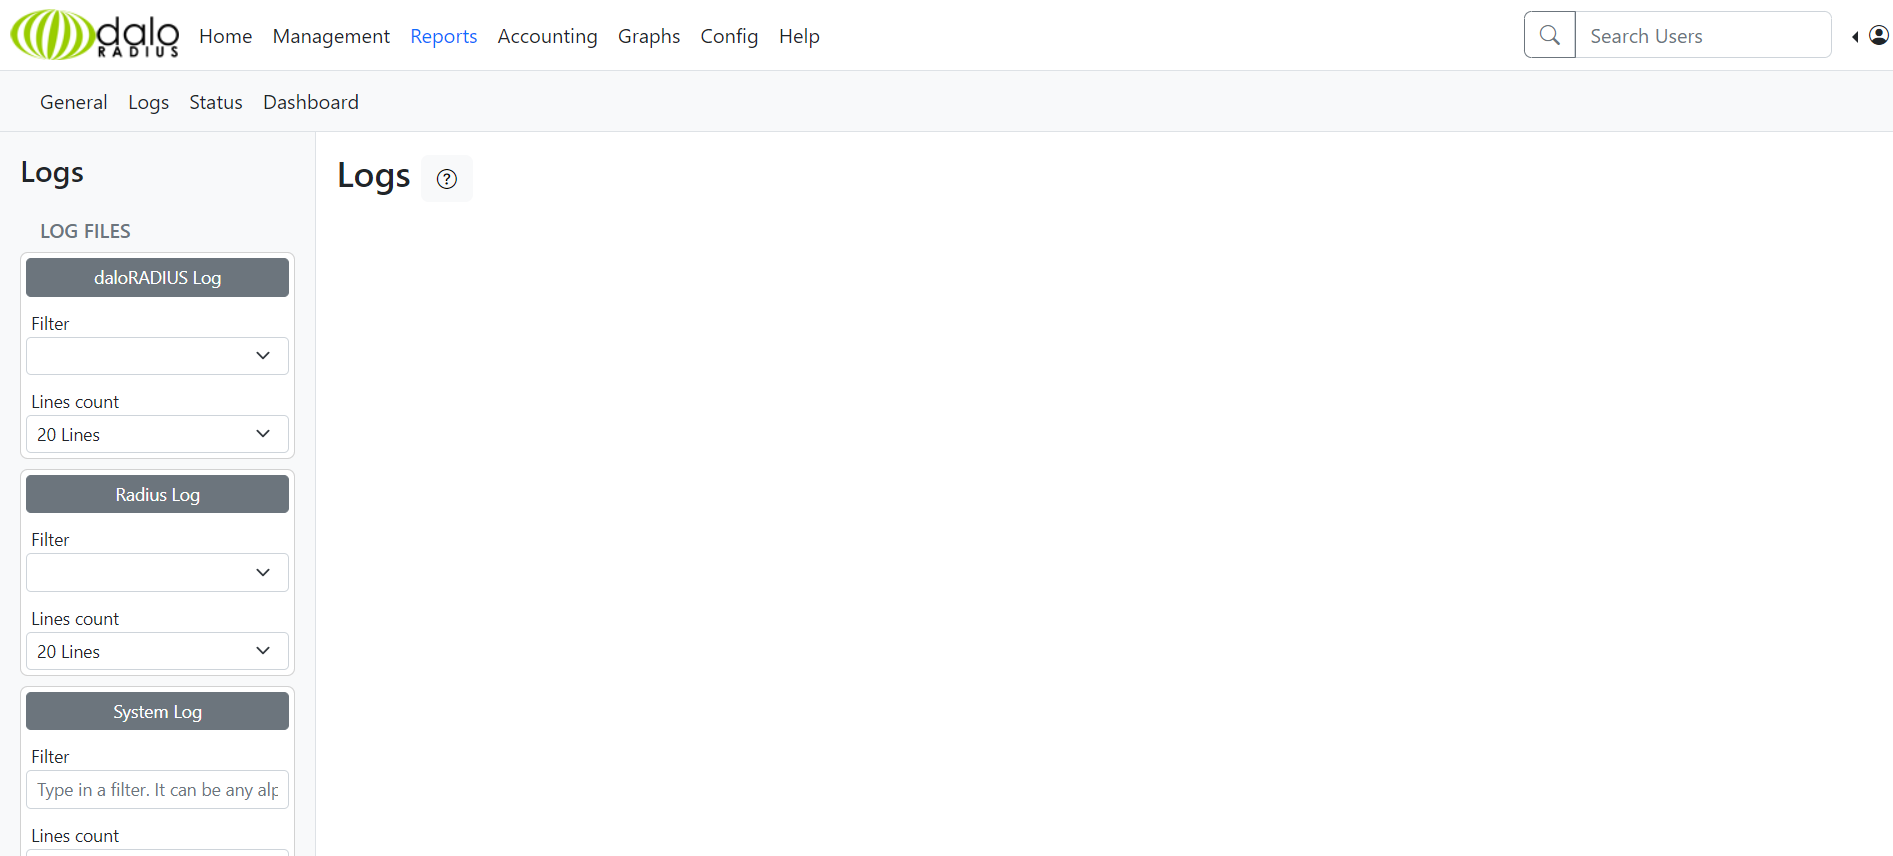 dalo
RADIUS
Home Management Reports Accounting Graphs Config Help
Search Users
General Logs Status Dashboard
Logs
LOG FILES
daloRADIUS Log
Filter
Lines count
20 Lines
Radius Log
Filter
Lines count
20 Lines
System Log
Filter
Type in a filter. It can be any alp
Lines count
Logs ?